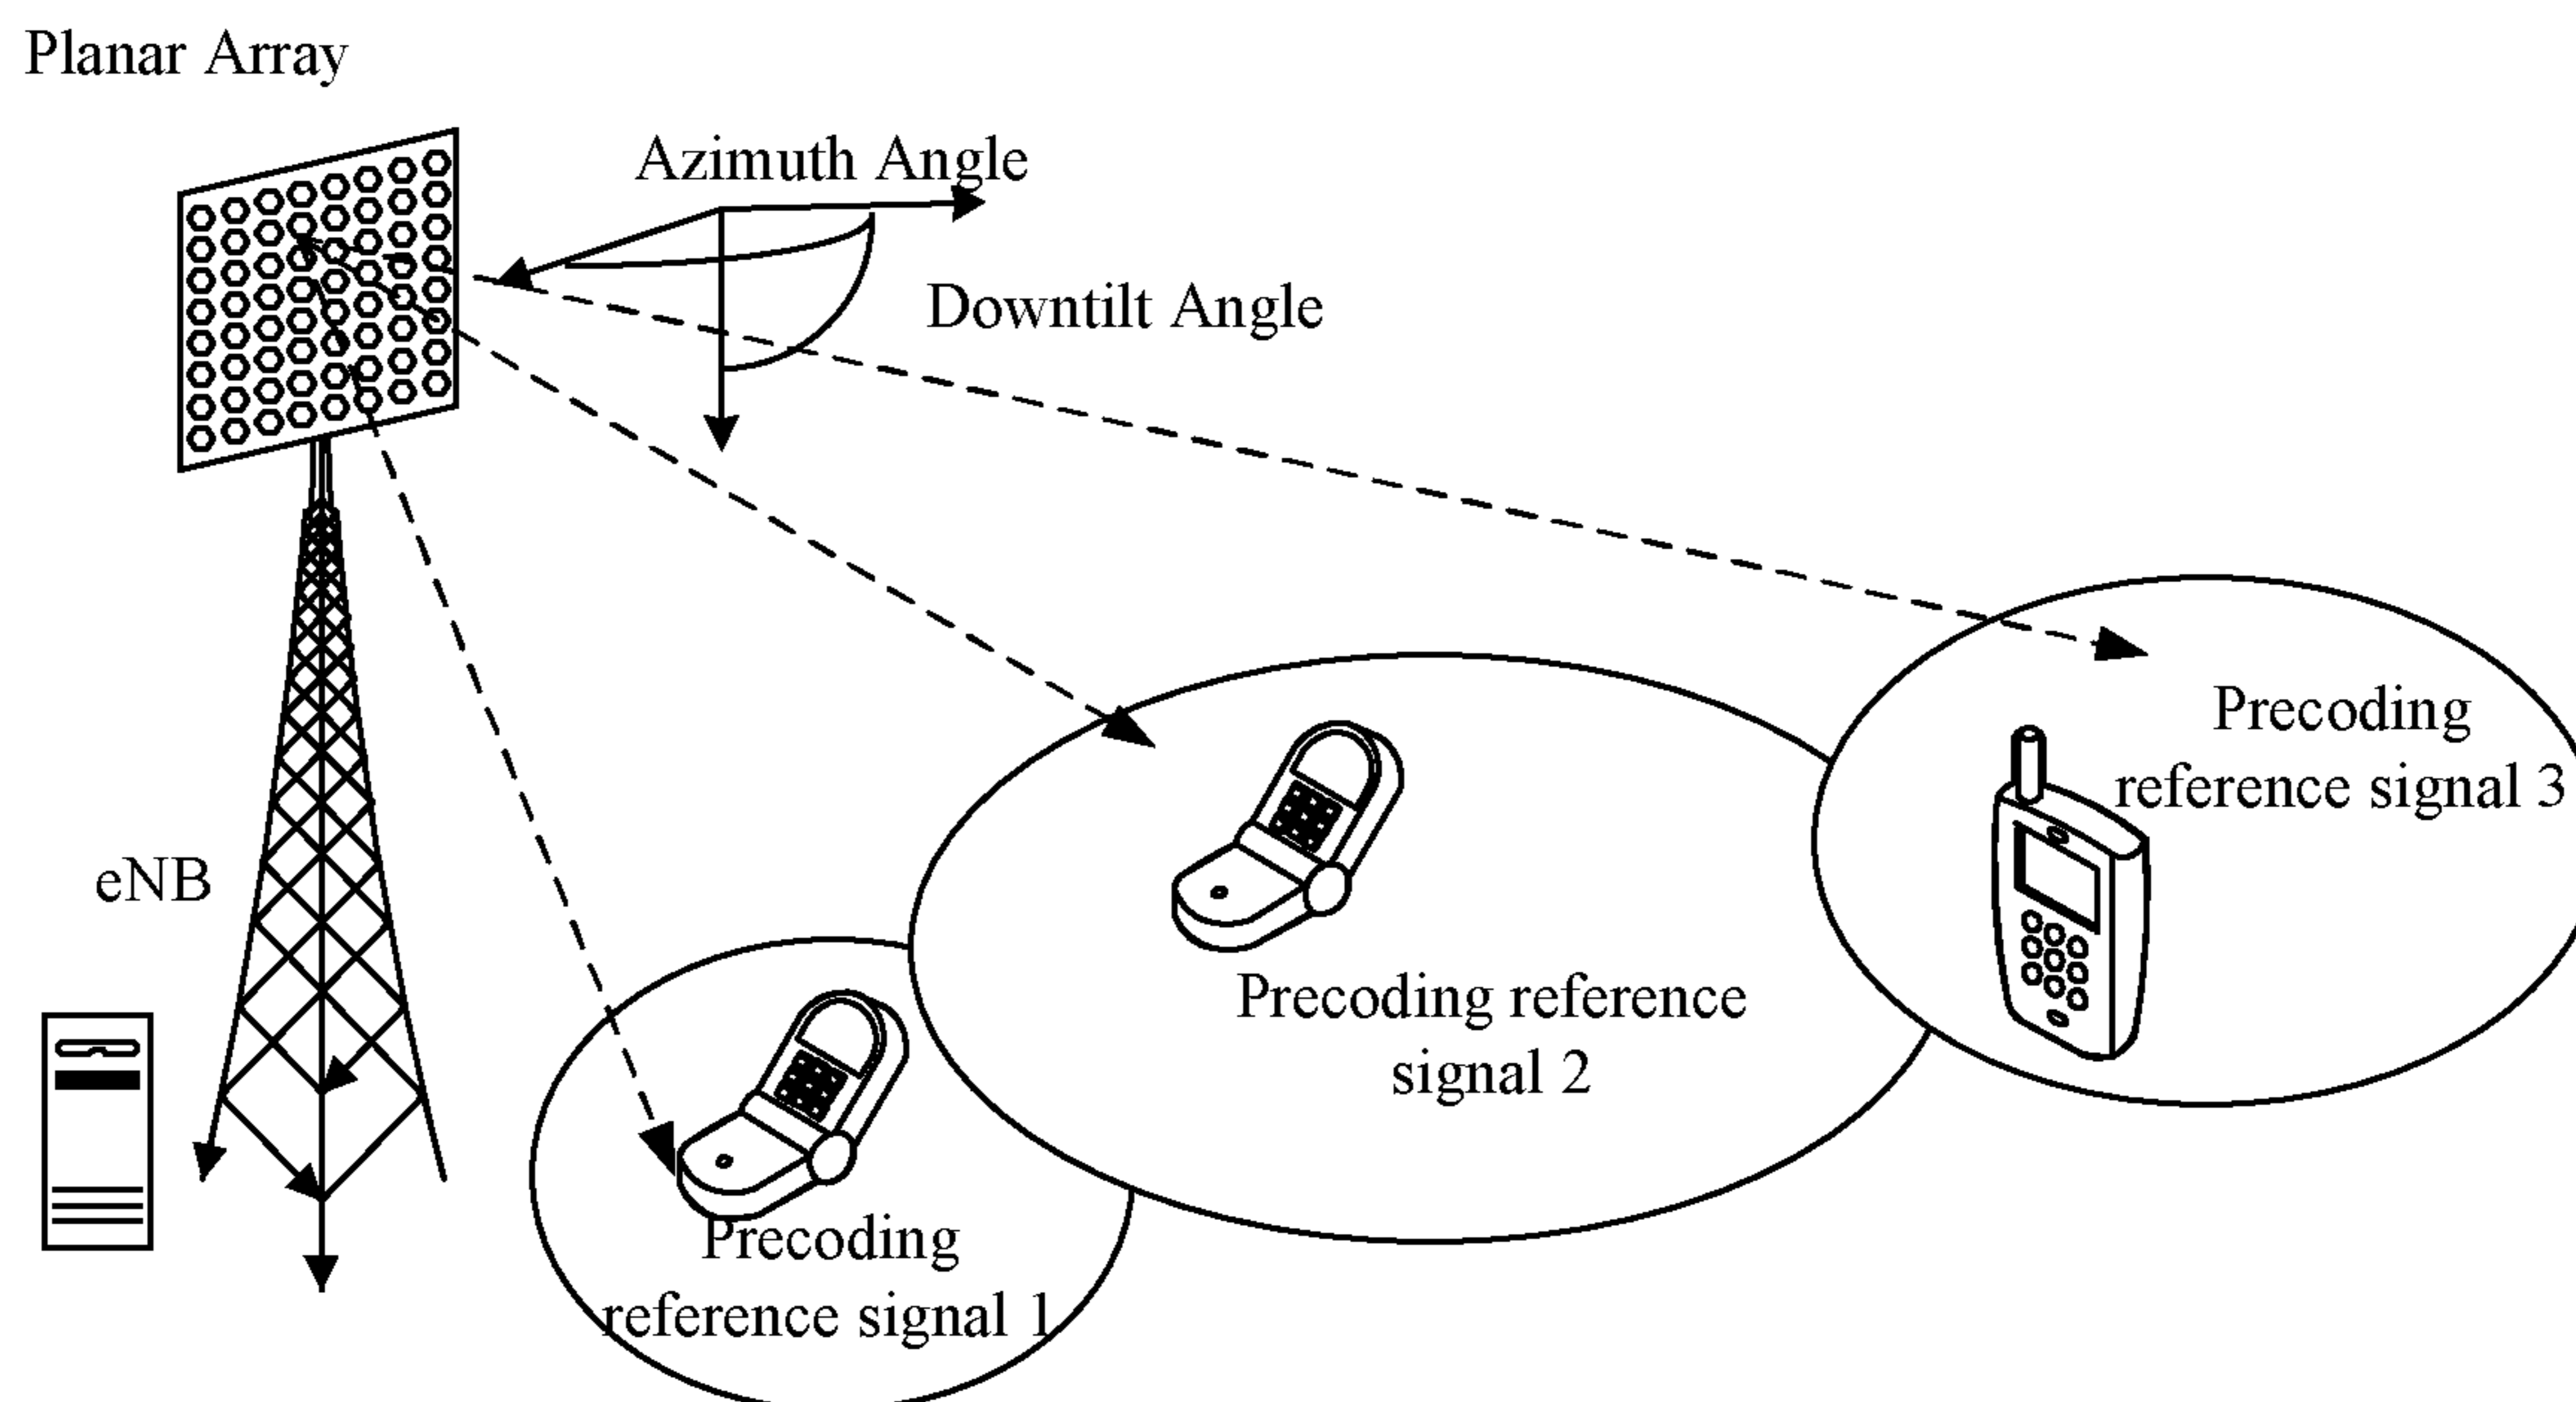 Planar Array
Azimuth Angle
Downtilt Angle
Precoding
reference signal 3
eNB
Precoding reference
signal 2
Precoding
reference signal 1